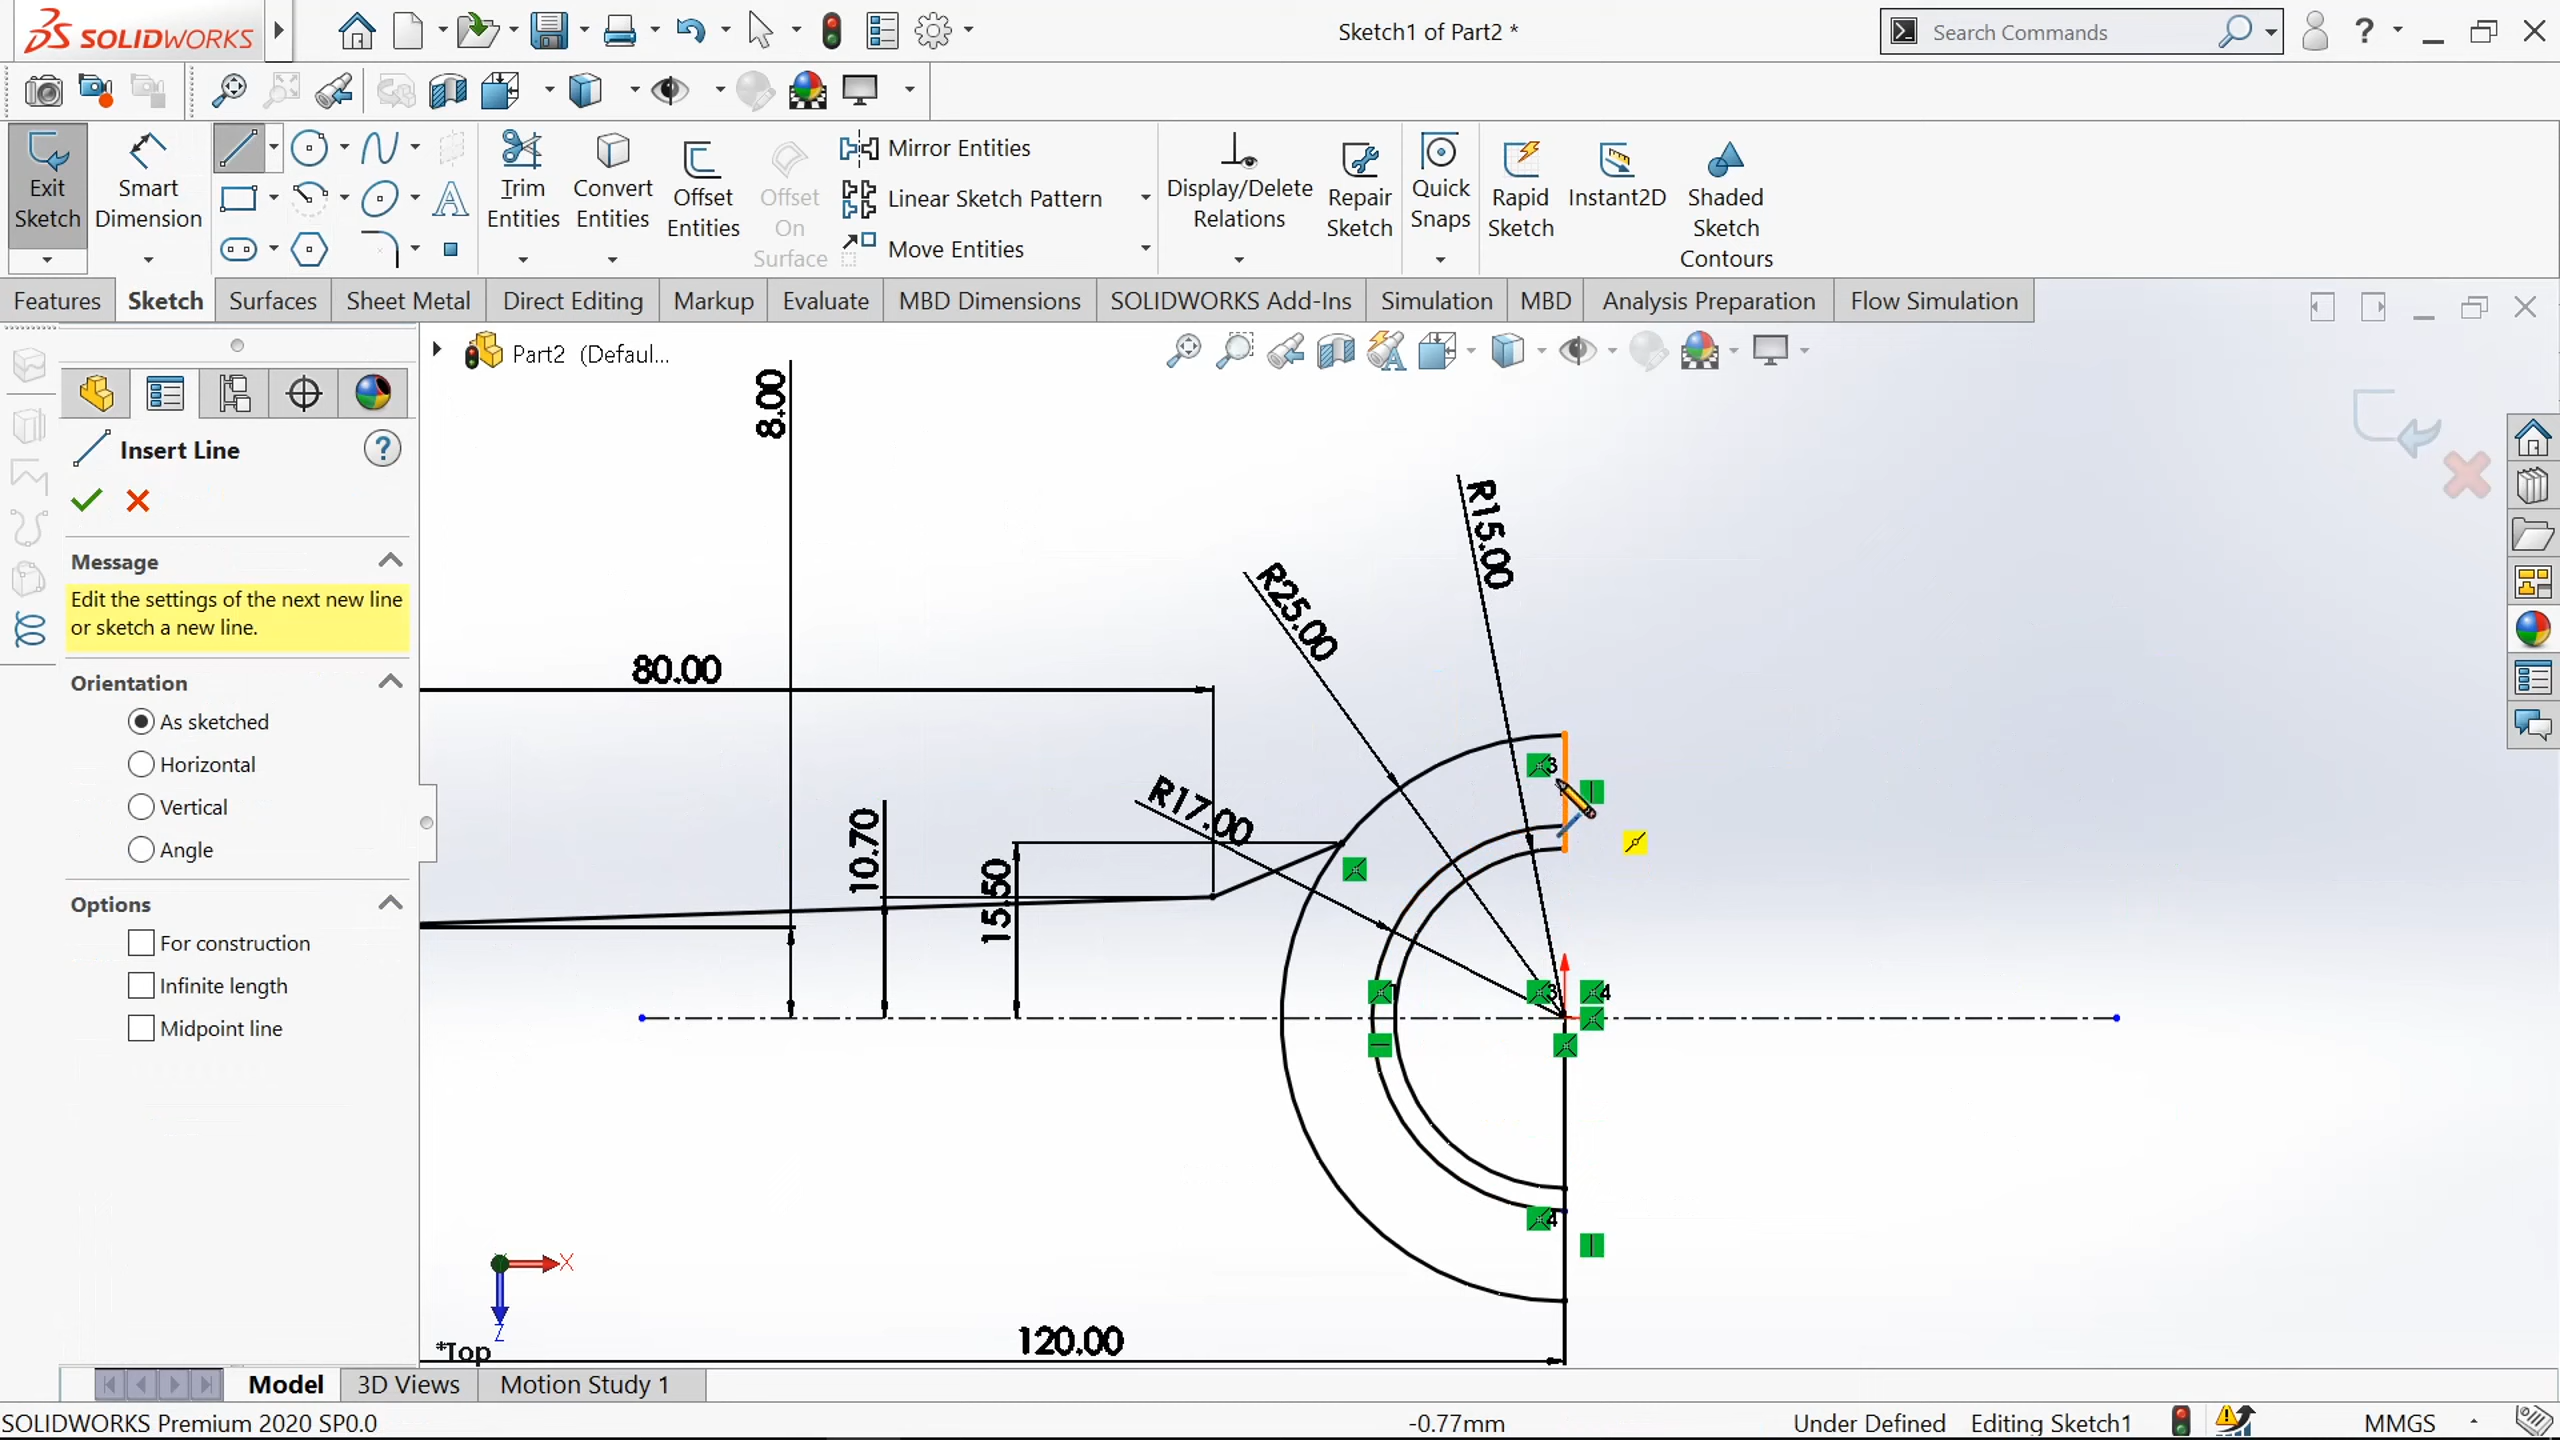 SOLIDWORKS
Sketch1 of Part2 *
Search Commands
?
Exit Sketch
Smart Dimension
Trim Entities
Convert Entities
Offset Entities
Offset On Surface
Mirror Entities
Linear Sketch Pattern
Move Entities
Display/Delete Relations
Repair Sketch
Quick Snaps
Rapid Sketch
Instant2D
Shaded Sketch Contours
Features
Sketch
Surfaces
Sheet Metal
Direct Editing
Markup
Evaluate
MBD Dimensions
SOLIDWORKS Add-Ins
Simulation
MBD
Analysis Preparation
Flow Simulation
Part2 (Defaul...
Insert Line
?
Message
Edit the settings of the next new line
or sketch a new line.
Orientation
As sketched
Horizontal
Vertical
Angle
Options
For construction
Infinite length
Midpoint line
8.00
80.00
10.70
15.50
R17.00
R25.00
R15.00
3
3
4
4
120.00
X
Z
*Top
Model
3D Views
Motion Study 1
SOLIDWORKS Premium 2020 SP0.0
-0.77mm
Under Defined
Editing Sketch1
MMGS